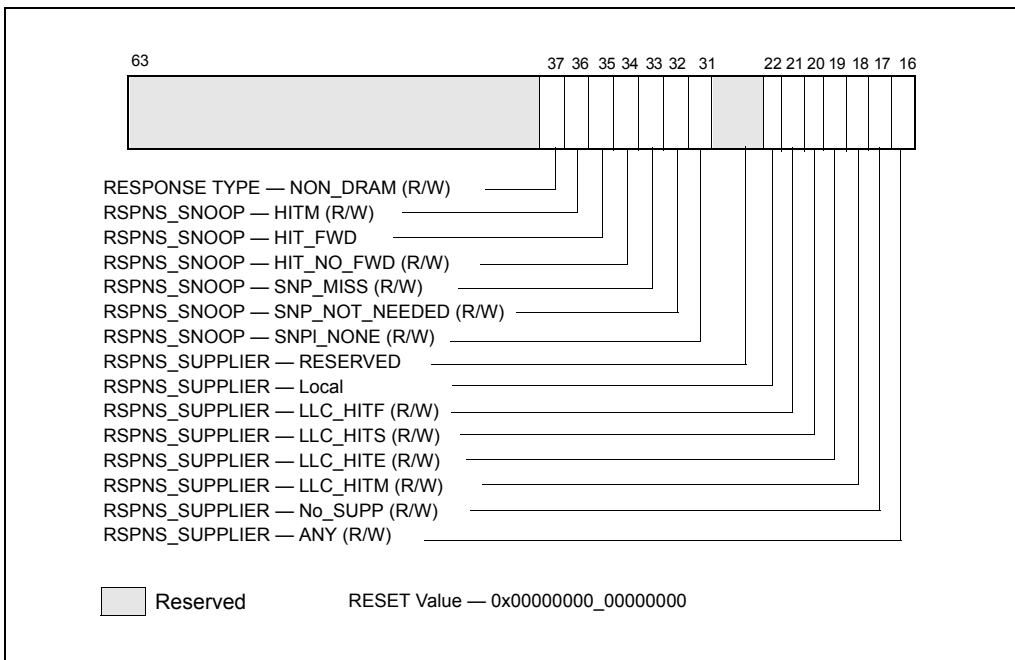 63 37 36 35 34 33 32 31 22 21 20 19 18 17 16
RESPONSE TYPE — NON_DRAM (R/W)
RSPNS_SNOOP — HITM (R/W)
RSPNS_SNOOP — HIT_FWD
RSPNS_SNOOP — HIT_NO_FWD (R/W)
RSPNS_SNOOP — SNP_MISS (R/W)
RSPNS_SNOOP — SNP_NOT_NEEDED (R/W)
RSPNS_SNOOP — SNPl_NONE (R/W)
RSPNS_SUPPLIER — RESERVED
RSPNS_SUPPLIER — Local
RSPNS_SUPPLIER — LLC_HITF (R/W)
RSPNS_SUPPLIER — LLC_HITS (R/W)
RSPNS_SUPPLIER — LLC_HITE (R/W)
RSPNS_SUPPLIER — LLC_HITM (R/W)
RSPNS_SUPPLIER — No_SUPP (R/W)
RSPNS_SUPPLIER — ANY (R/W)
Reserved RESET Value — 0x00000000_00000000